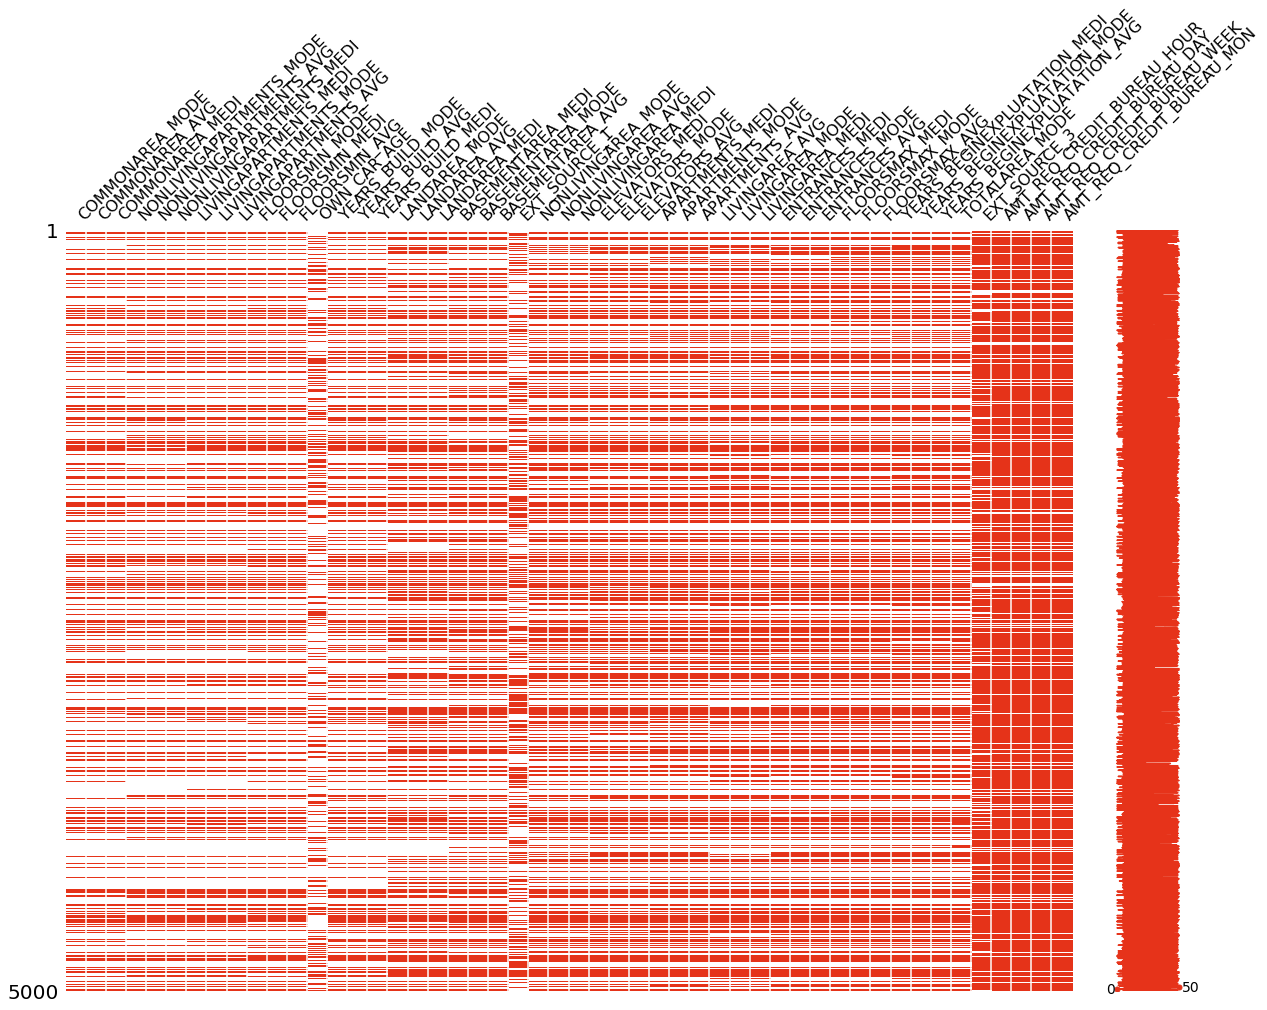 COMMONAREA_MODE
COMMONAREA_AVG
COMMONAREA_MEDI
NONLIVINGAPARTMENTS_MODE
NONLIVINGAPARTMENTS_AVG
NONLIVINGAPARTMENTS_MEDI
LIVINGAPARTMENTS_MEDI
LIVINGAPARTMENTS_MODE
LIVINGAPARTMENTS_AVG
FLOORSMIN_MODE
FLOORSMIN_MEDI
FLOORSMIN_AVG
OWN_CAR_AGE
YEARS_BUILD_MODE
YEARS_BUILD_AVG
YEARS_BUILD_MEDI
LANDAREA_MODE
LANDAREA_AVG
LANDAREA_MEDI
BASEMENTAREA_MEDI
BASEMENTAREA_MODE
BASEMENTAREA_AVG
EXT_SOURCE_1
NONLIVINGAREA_MODE
NONLIVINGAREA_AVG
NONLIVINGAREA_MEDI
ELEVATORS_MEDI
ELEVATORS_MODE
ELEVATORS_AVG
APARTMENTS_MEDI
APARTMENTS_MODE
APARTMENTS_AVG
LIVINGAREA_AVG
LIVINGAREA_MODE
LIVINGAREA_MEDI
ENTRANCES_MODE
ENTRANCES_MEDI
ENTRANCES_AVG
FLOORSMAX_MEDI
FLOORSMAX_MODE
FLOORSMAX_AVG
YEARS_BEGINEXPLUATATION_MEDI
YEARS_BEGINEXPLUATATION_MODE
YEARS_BEGINEXPLUATATION_AVG
TOTALAREA_MODE
EXT_SOURCE_3
AMT_REQ_CREDIT_BUREAU_HOUR
AMT_REQ_CREDIT_BUREAU_DAY
AMT_REQ_CREDIT_BUREAU_WEEK
AMT_REQ_CREDIT_BUREAU_MON
1
5000
0
50